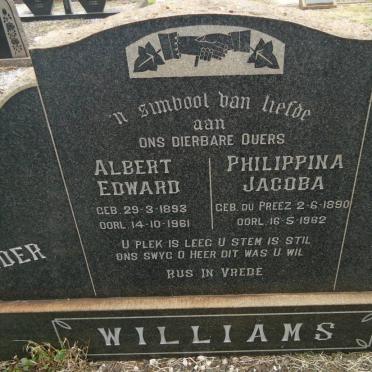 'n simbool van liefde
aan
ONS DIERBARE OUERS
ALBERT
EDWARD
GEB. 29-3-1893
OORL 14-10-1961
PHILIPPINA
JACOBA
GEB. DU PREEZ 2-6-1890
OORL 16-5-1962
U PLEK IS LEEG U STEM IS STIL
ONS SWYG O HEER DIT WAS U WIL
RUS IN VREDE
DER
WILLIAMS